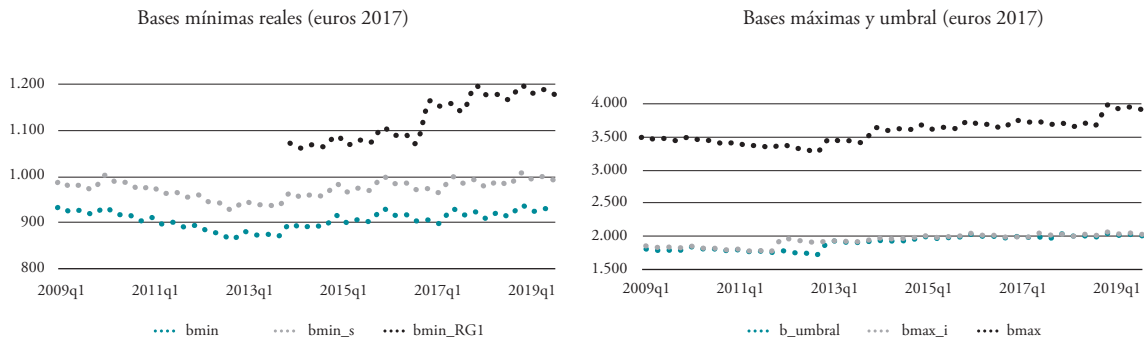 Bases mínimas reales (euros 2017)
1.200
1.100
1.000
900
800
2009q1 2011q1 2013q1 2015q1 2017q1 2019q1
bmin bmin_s bmin_RG1
Bases máximas y umbral (euros 2017)
4.000
3.500
3.000
2.500
2.000
1.500
2009q1 2011q1 2013q1 2015q1 2017q1 2019q1
b_umbral bmax_i bmax